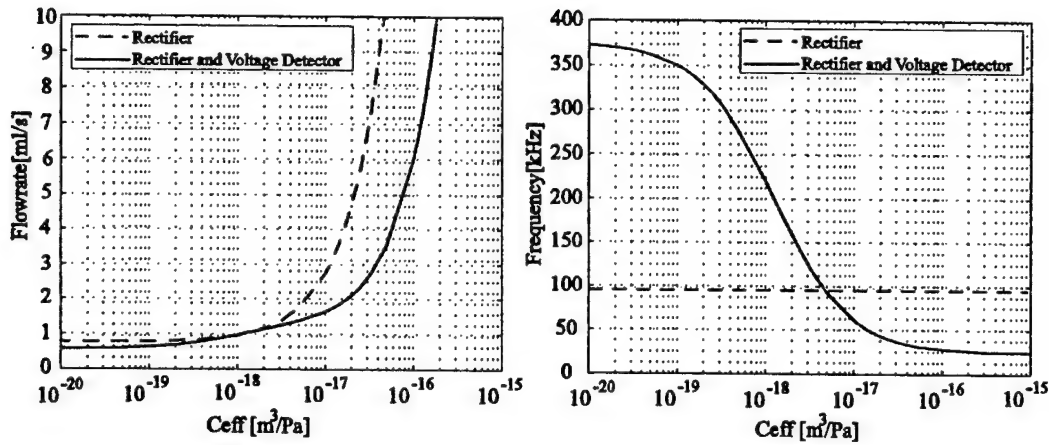 10
9
8
7
6
5
4
3
2
1
0
Flowrate[ml/s]
Rectifier
Rectifier and Voltage Detector
10⁻²⁰ 10⁻¹⁹ 10⁻¹⁸ 10⁻¹⁷ 10⁻¹⁶ 10⁻¹⁵
Ceff [m³/Pa]
400
350
300
250
200
150
100
50
0
Frequency[kHz]
Rectifier
Rectifier and Voltage Detector
10⁻²⁰ 10⁻¹⁹ 10⁻¹⁸ 10⁻¹⁷ 10⁻¹⁶ 10⁻¹⁵
Ceff [m³/Pa]